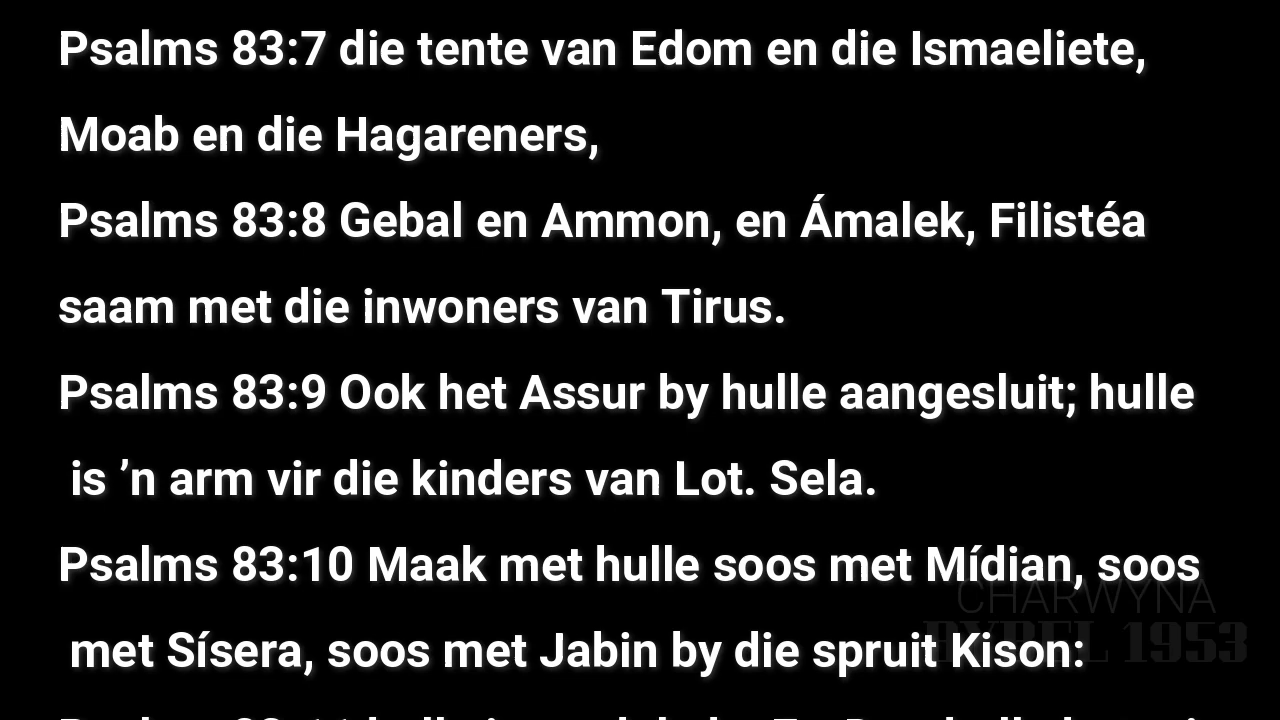 Psalms 83:7 die tente van Edom en die Ismaeliete,
Moab en die Hagareners,
Psalms 83:8 Gebal en Ammon, en Ámalek, Filistéa
saam met die inwoners van Tirus.
Psalms 83:9 Ook het Assur by hulle aangesluit; hulle
is ’n arm vir die kinders van Lot. Sela.
Psalms 83:10 Maak met hulle soos met Mídian, soos
met Sísera, soos met Jabin by die spruit Kison:
CHARWYNA
BYBEL 1953